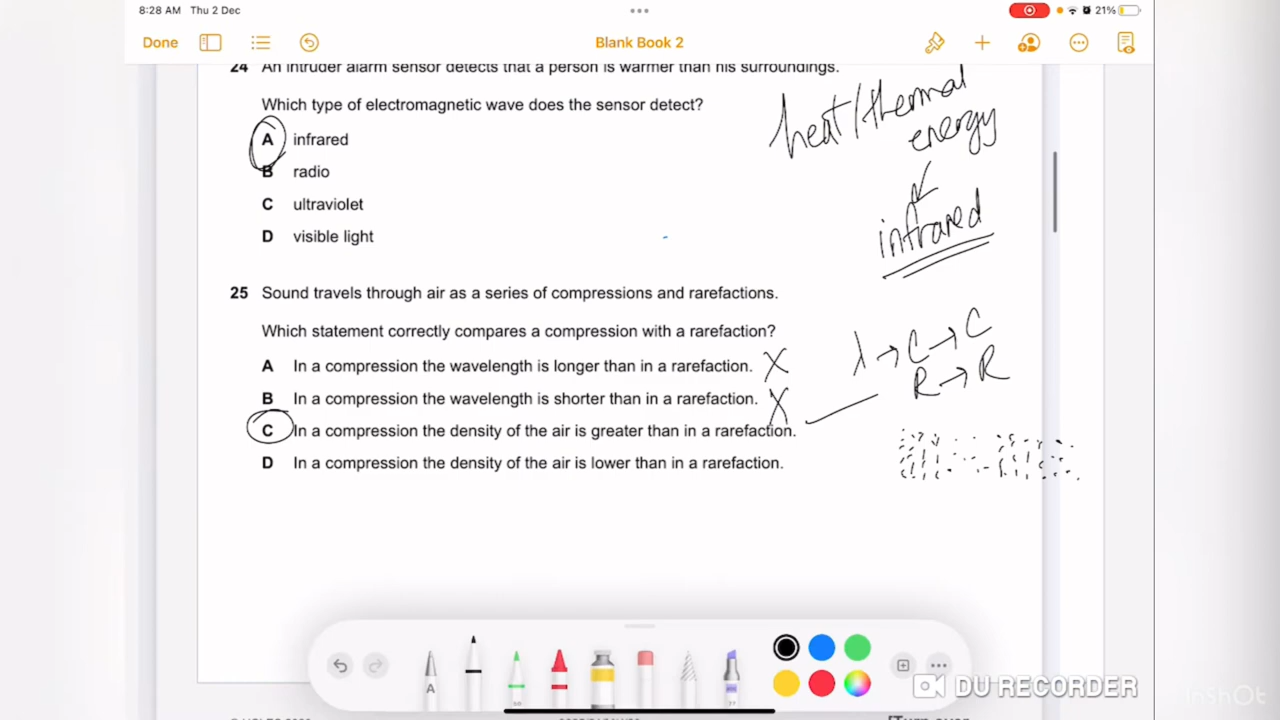 8:28 AM Thu 2 Dec
21%
Done
Blank Book 2
24 An intruder alarm sensor detects that a person is warmer than his surroundings.
Which type of electromagnetic wave does the sensor detect?
A infrared
B radio
C ultraviolet
D visible light
heat/thermal
energy
infrared
25 Sound travels through air as a series of compressions and rarefactions.
Which statement correctly compares a compression with a rarefaction?
A In a compression the wavelength is longer than in a rarefaction. X
B In a compression the wavelength is shorter than in a rarefaction. X
C In a compression the density of the air is greater than in a rarefaction.
D In a compression the density of the air is lower than in a rarefaction.
λ → C → C
R → R
A
DU RECORDER
InShOt